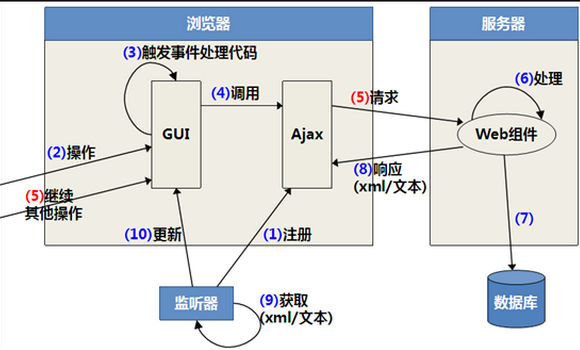 浏览器
服务器
(3)触发事件处理代码
(6)处理
(4)调用
(5)请求
GUI
Ajax
Web组件
(2)操作
(8)响应
(xml/文本)
(5)继续
其他操作
(7)
(10)更新
(1)注册
监听器
(9)获取
(xml/文本)
数据库